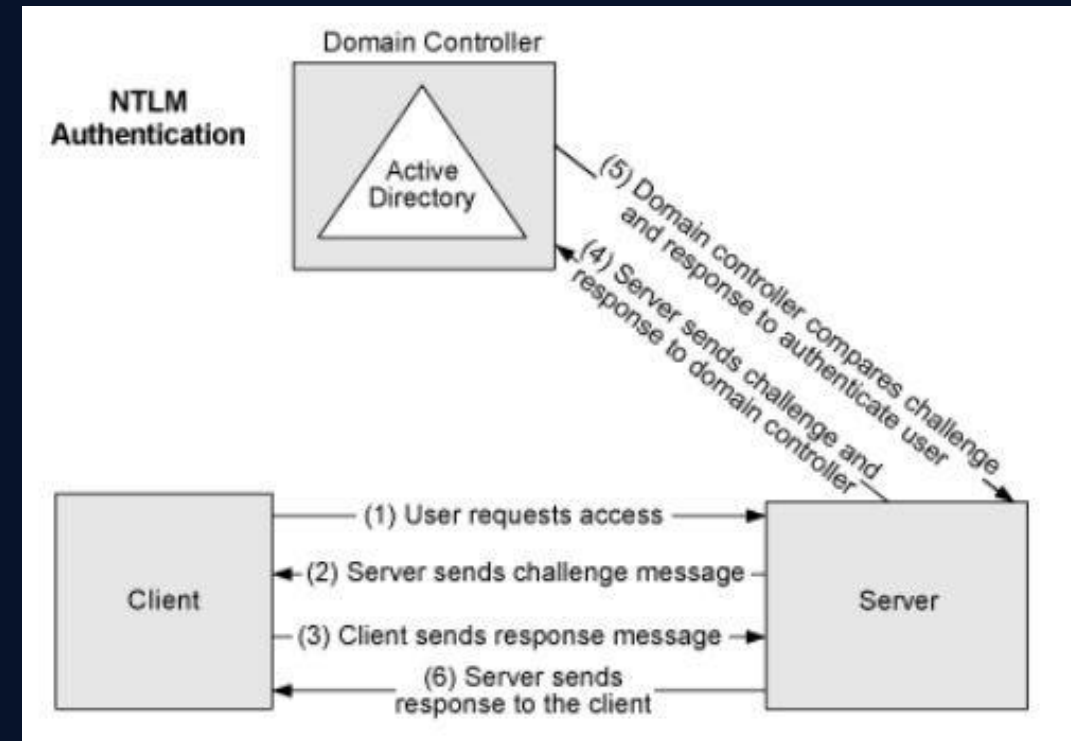 Domain Controller
NTLM
Authentication
Active
Directory
(5) Domain controller compares challenge
and response to authenticate user
(4) Server sends challenge and
response to domain controller
(1) User requests access
(2) Server sends challenge message
Client
Server
(3) Client sends response message
(6) Server sends
response to the client